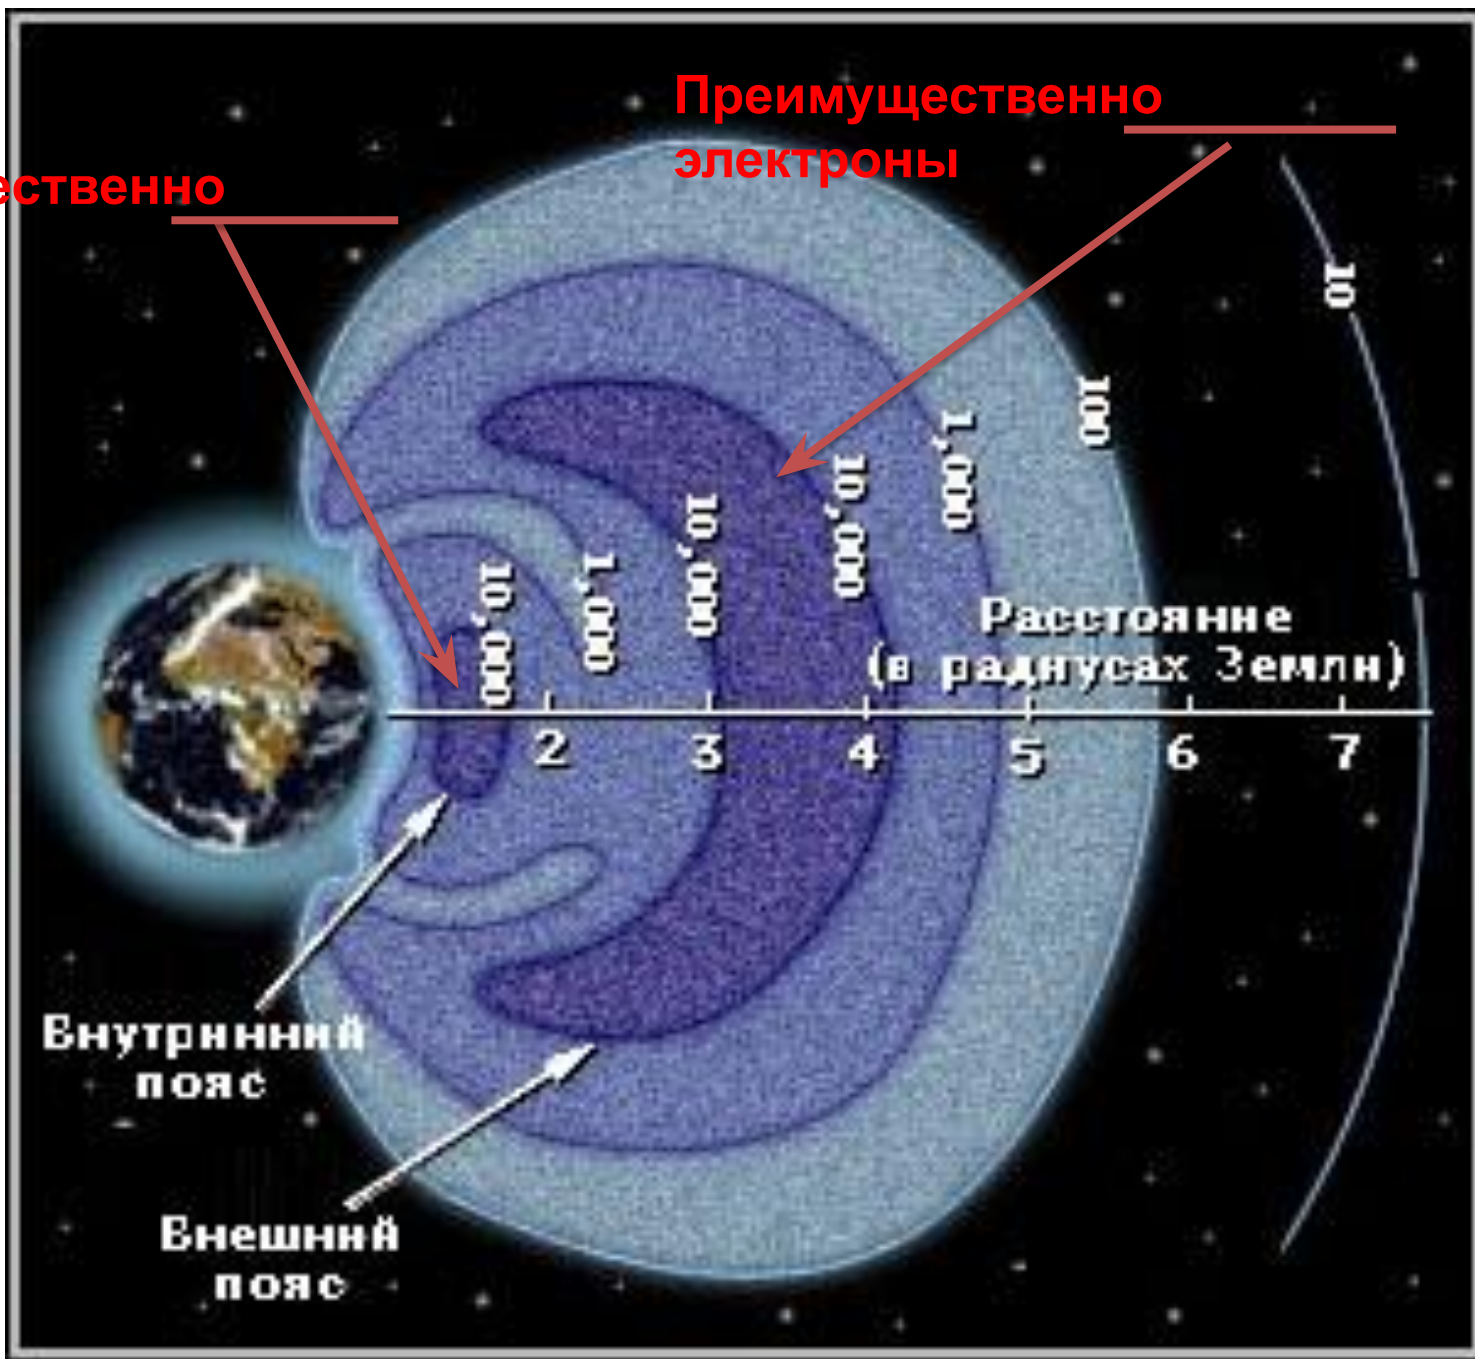 Преимущественно
электроны
ественно
10
100
1,000
10,000
10,000
1,000
10,000
Расстояние
(в радиусах Земли)
2 3 4 5 6 7
Внутринний
пояс
Внешний
пояс